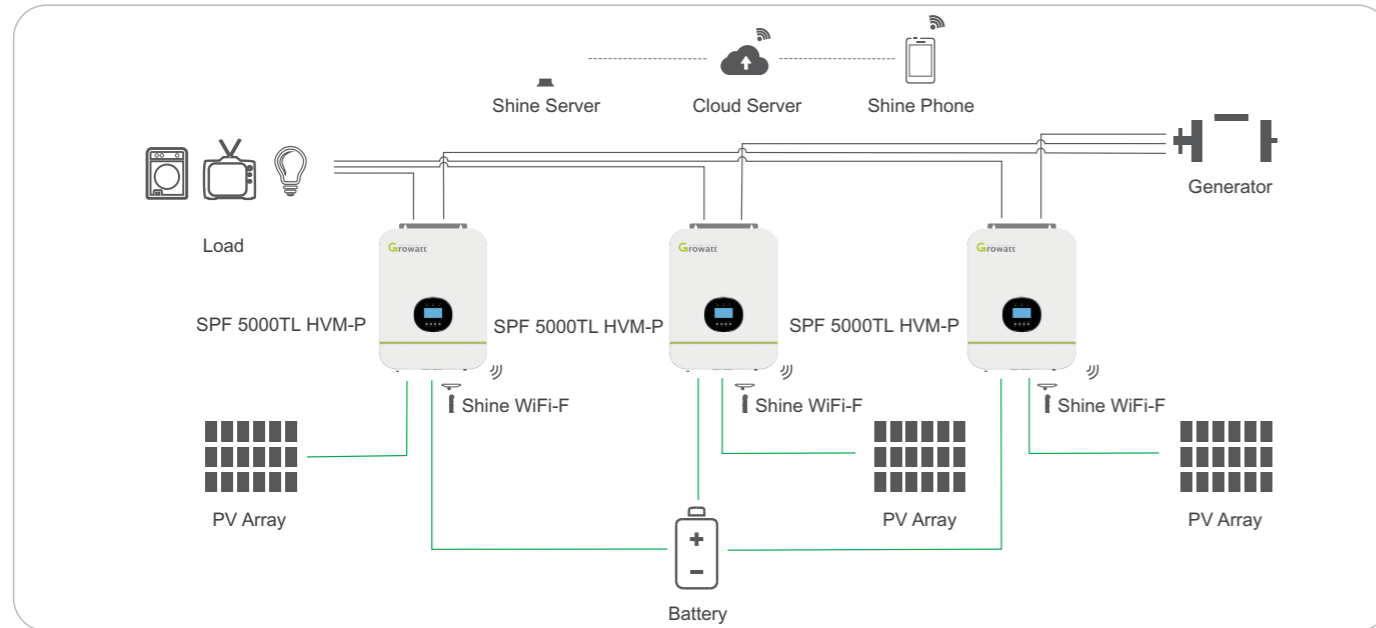 Shine Server
Cloud Server
Shine Phone
Generator
Load
Growatt
Growatt
Growatt
SPF 5000TL HVM-P
SPF 5000TL HVM-P
SPF 5000TL HVM-P
Shine WiFi-F
Shine WiFi-F
Shine WiFi-F
PV Array
PV Array
PV Array
+
−
Battery